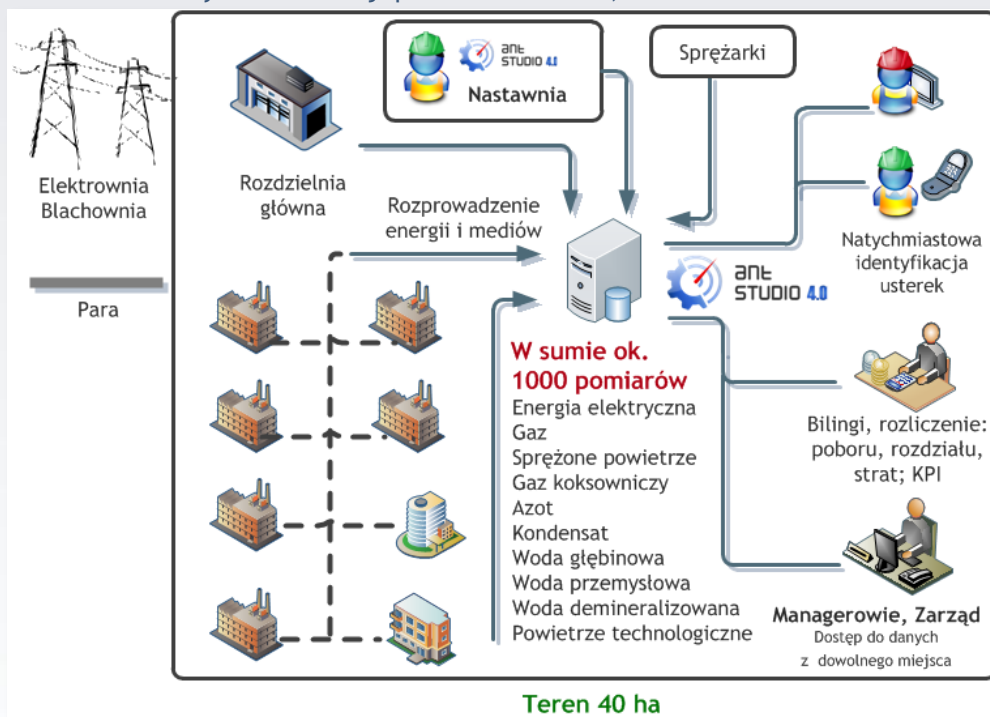 Elektrownia
Blachownia
Para
Rozdzielnia
główna
ANT
STUDIO 4.0
Nastawnia
Sprężarki
Rozprowadzenie
energii i mediów
Natychmiastowa
identyfikacja
usterek
ANT
STUDIO 4.0
W sumie ok.
1000 pomiarów
Energia elektryczna
Gaz
Sprężone powietrze
Gaz koksowniczy
Azot
Kondensat
Woda głębinowa
Woda przemysłowa
Woda demineralizowana
Powietrze technologiczne
Bilingi, rozliczenie:
poboru, rozdziału,
strat; KPI
Managerowie, Zarząd
Dostęp do danych
z dowolnego miejsca
Teren 40 ha